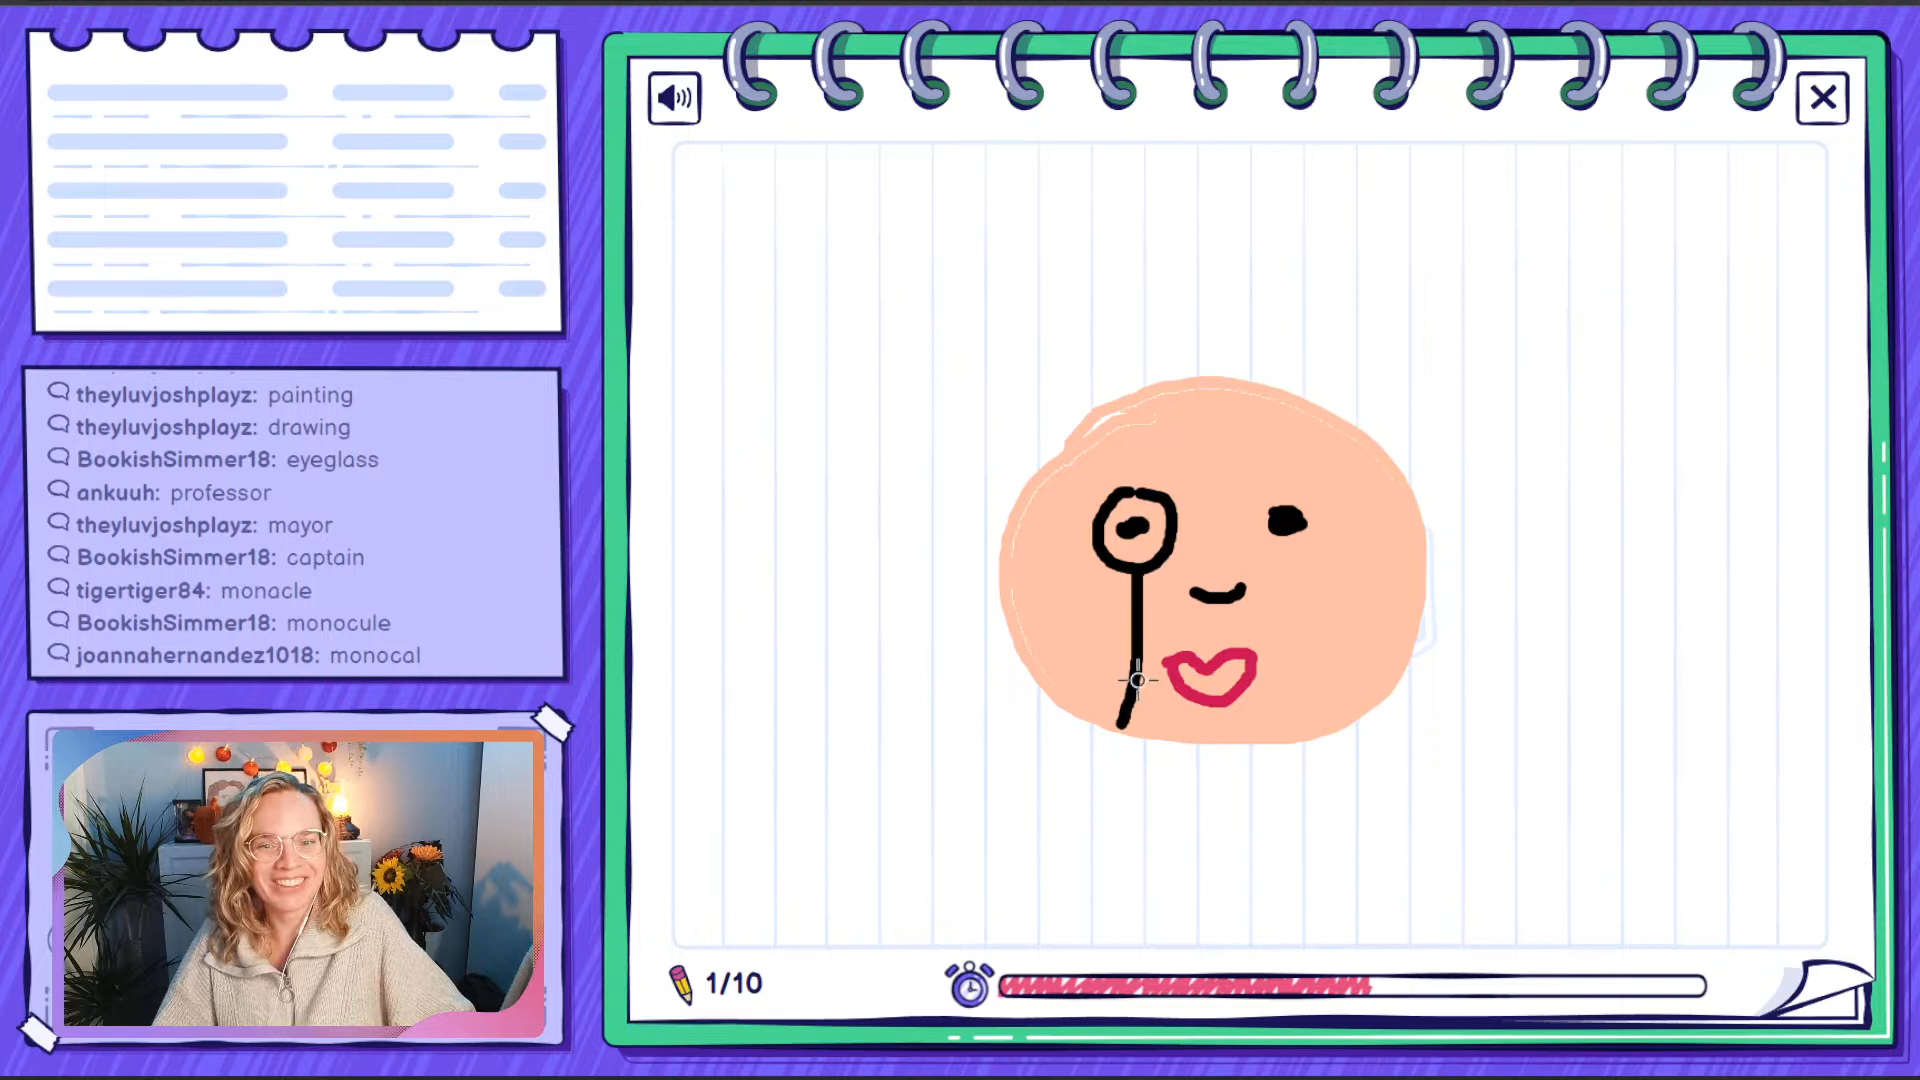 theyluvjoshplayz: painting
theyluvjoshplayz: drawing
BookishSimmer18: eyeglass
ankuuh: professor
theyluvjoshplayz: mayor
BookishSimmer18: captain
tigertiger84: monacle
BookishSimmer18: monocule
joannahernandez1018: monocal
1/10